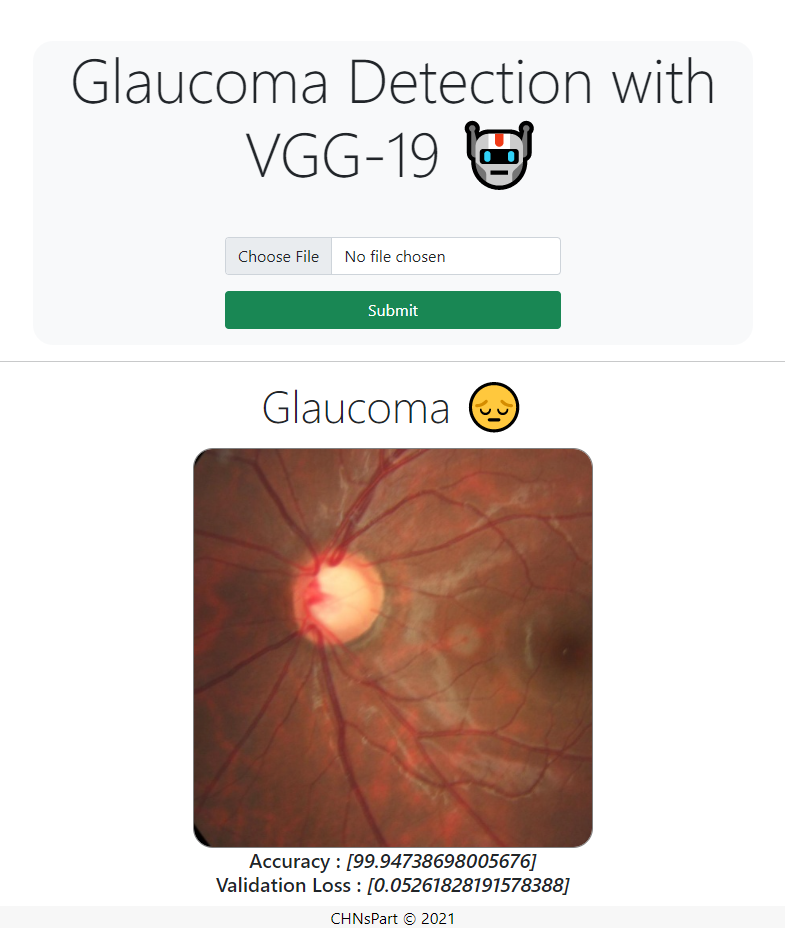 Glaucoma Detection with
VGG-19
Choose File No file chosen
Submit
Glaucoma
Accuracy : [99.94738698005676]
Validation Loss : [0.05261828191578388]
CHNsPart © 2021